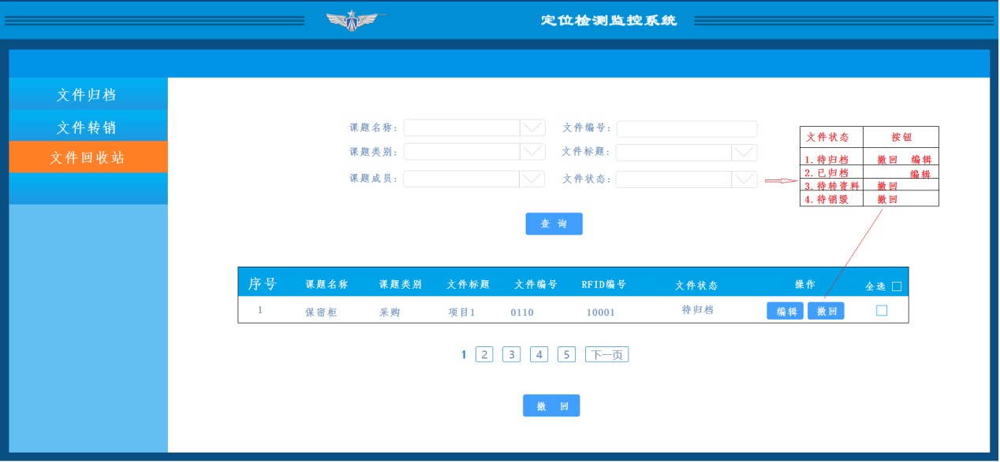 定位检测监控系统
文件归档
文件转销
文件回收站
课题名称:
文件编号:
课题类别:
文件标题:
课题成员:
文件状态:
文件状态 按钮
1.待归档 撤回 编辑
2.已归档 编辑
3.待转资料 撤回
4.待销毁 撤回
查 询
序号 课题名称 课题类别 文件标题 文件编号 RFID编号 文件状态 操作 全选
1 保密柜 采购 项目1 0110 10001 待归档 编辑 撤回
1 2 3 4 5 下一页
撤 回